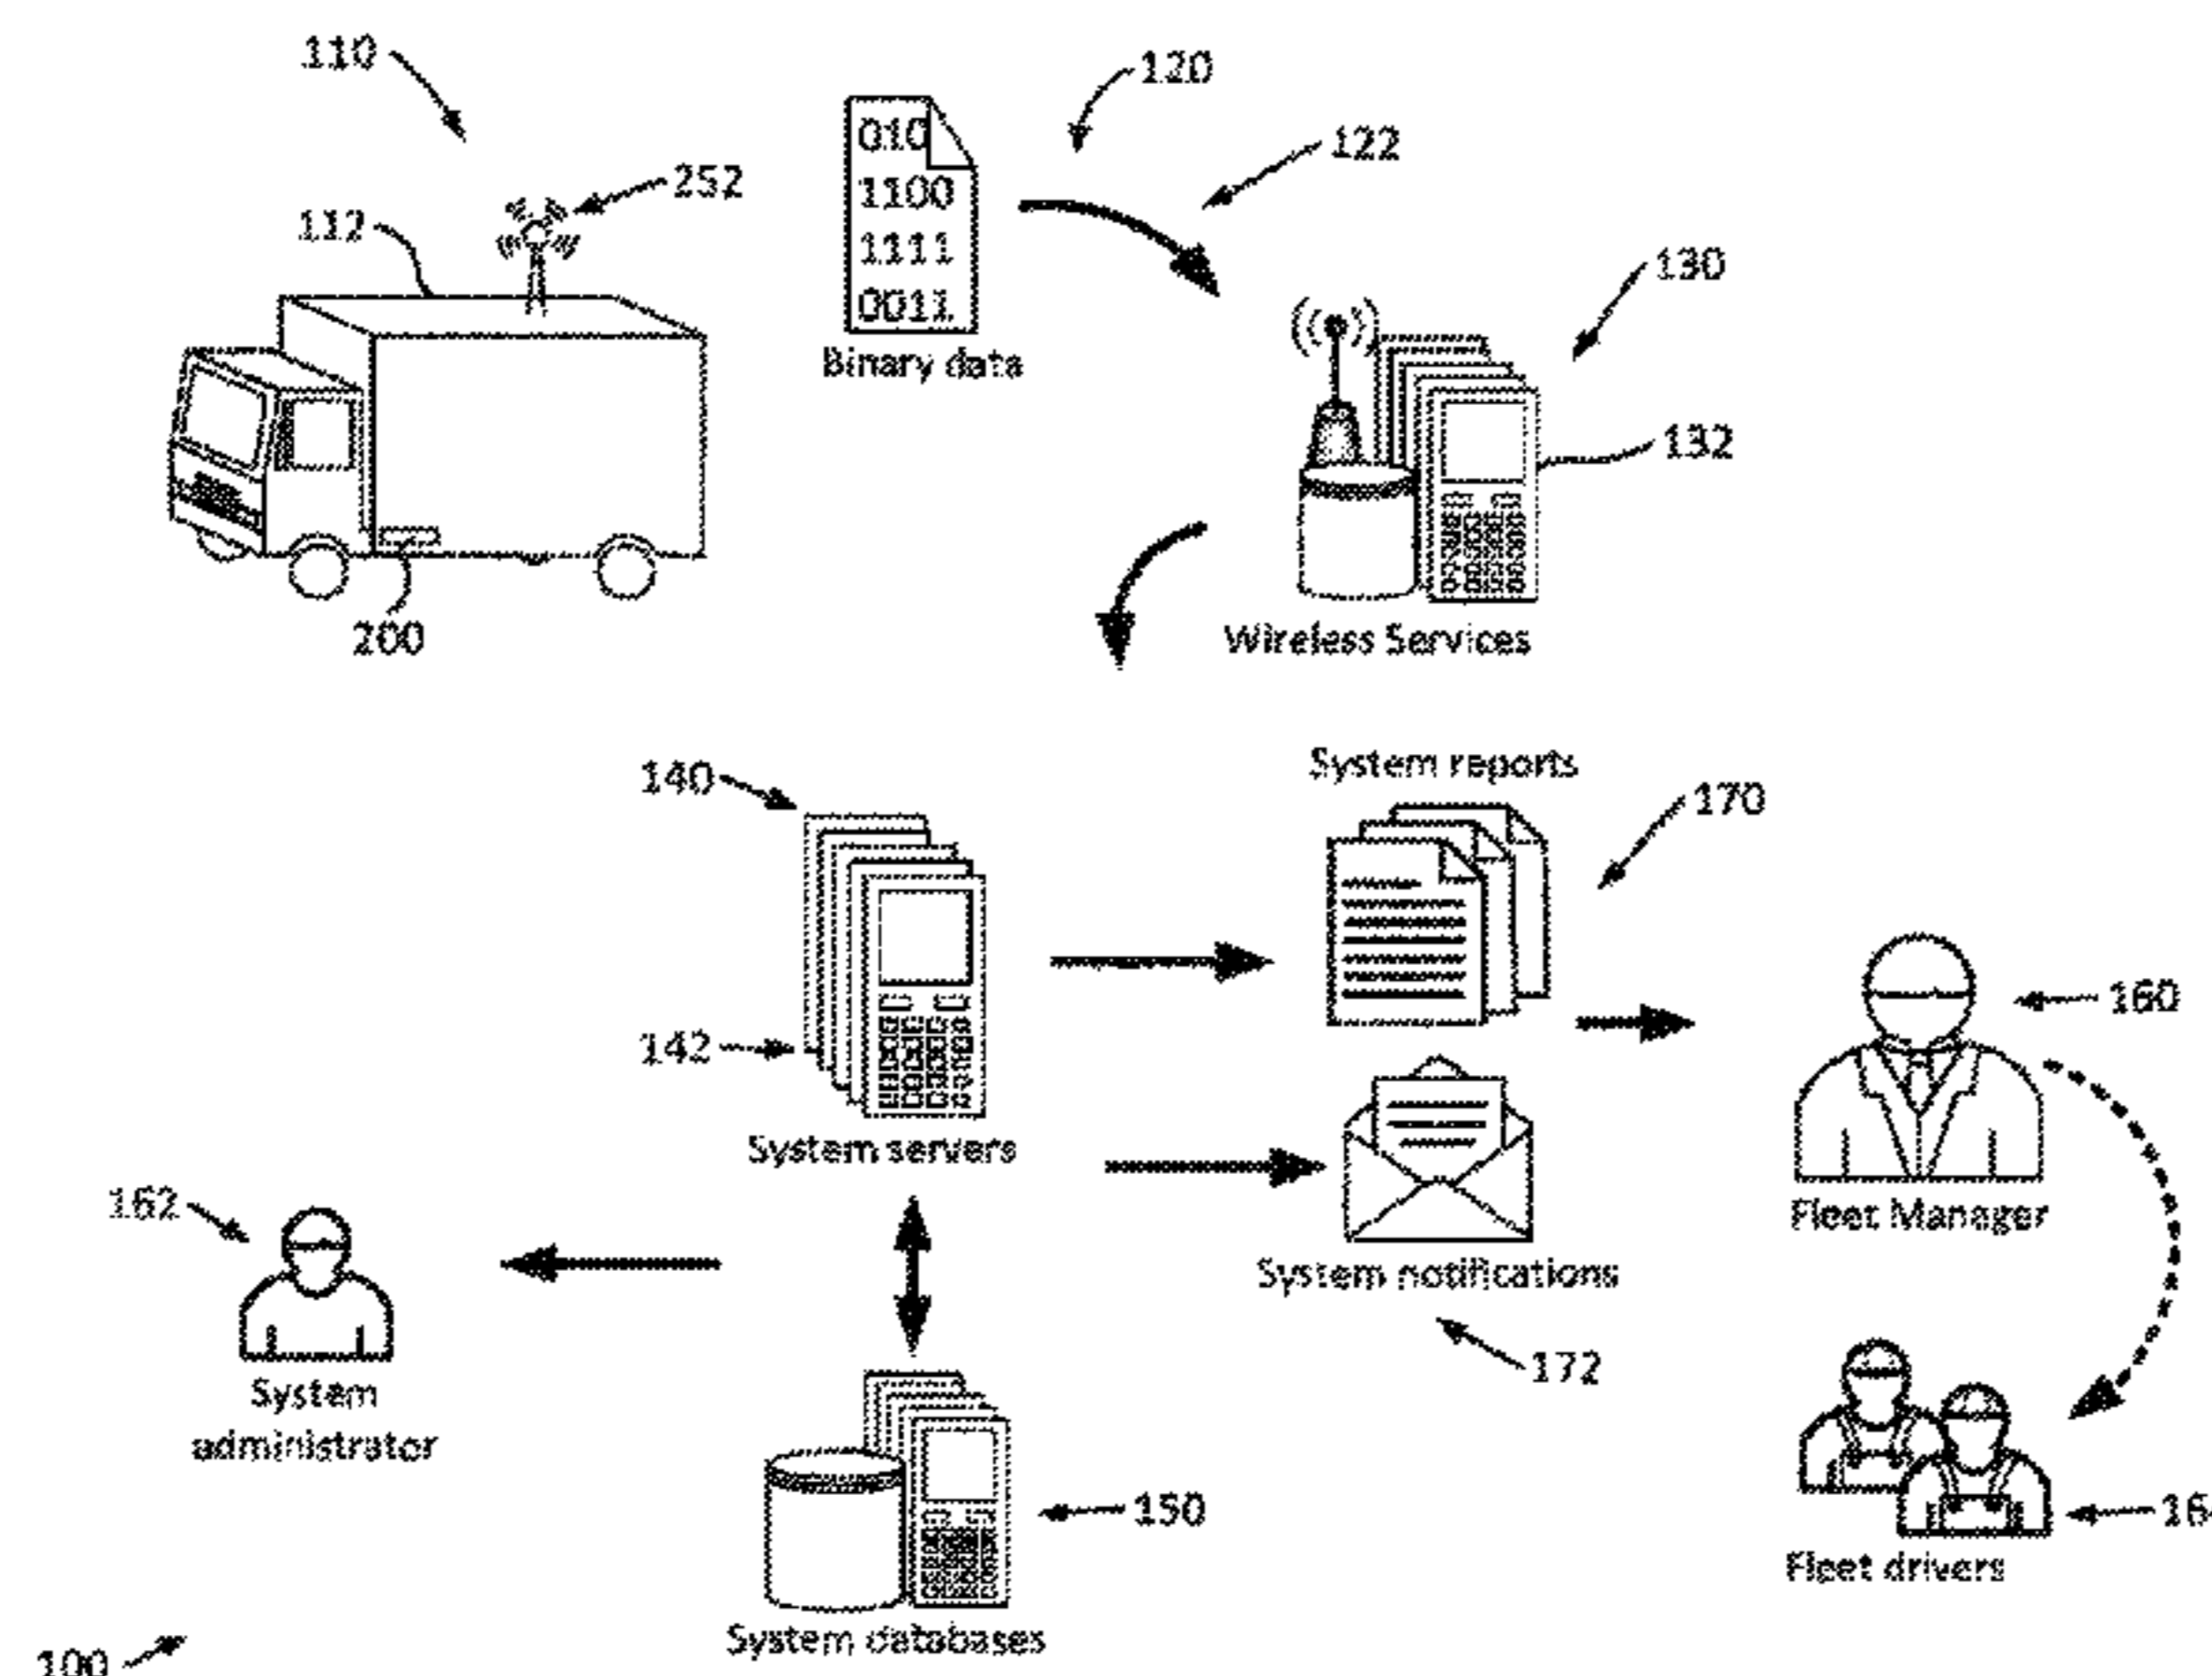 110
120
122
252
112
010
1100
1111
0011
Binary data
130
132
200
Wireless Services
System reports
140
170
160
142
System servers
162
Fleet Manager
System notifications
172
System
administrator
150
Fleet drivers
System databases
100